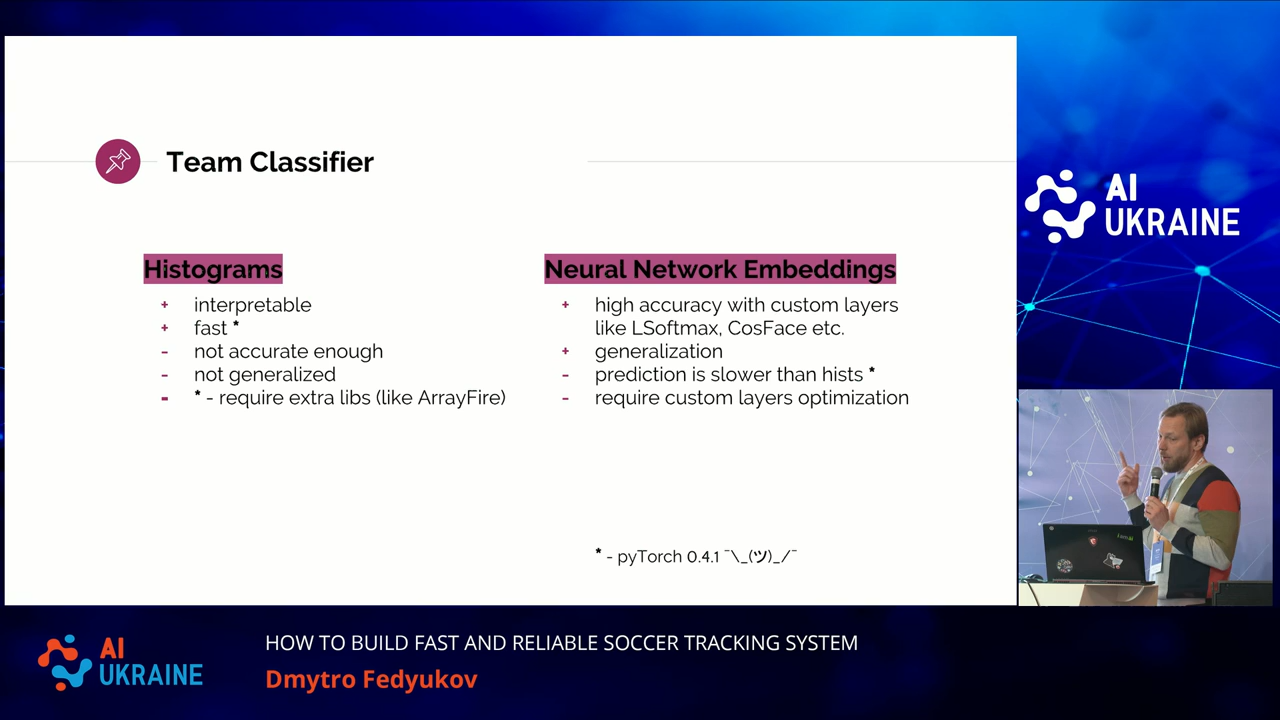 Team Classifier
Histograms
+ interpretable
+ fast *
- not accurate enough
- not generalized
- * - require extra libs (like ArrayFire)
Neural Network Embeddings
+ high accuracy with custom layers
like LSoftmax, CosFace etc.
+ generalization
- prediction is slower than hists *
- require custom layers optimization
* - pyTorch 0.4.1 ¯\_(ツ)_/¯
AI
UKRAINE
AI
UKRAINE
HOW TO BUILD FAST AND RELIABLE SOCCER TRACKING SYSTEM
Dmytro Fedyukov